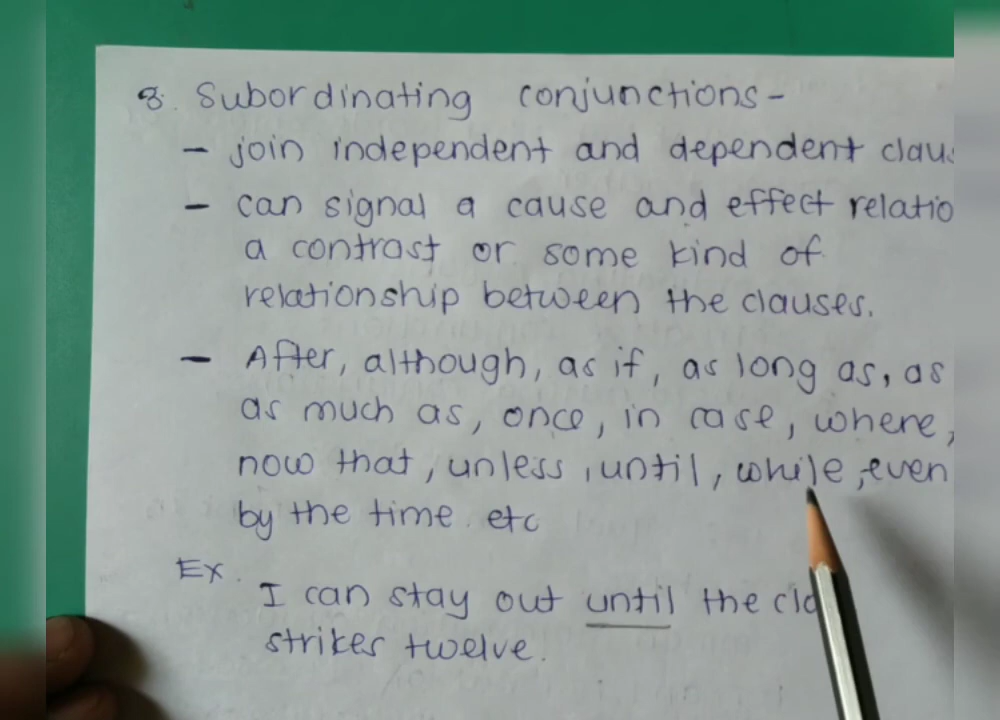 8. Subordinating conjunctions -
- join independent and dependent claus
- can signal a cause and effect relatio
a contrast or some kind of
relationship between the clauses.
- After, although, as if, as long as, as
as much as, once, in case, where,
now that, unless, until, while, even
by the time. etc
Ex.
I can stay out until the clo
strikes twelve.